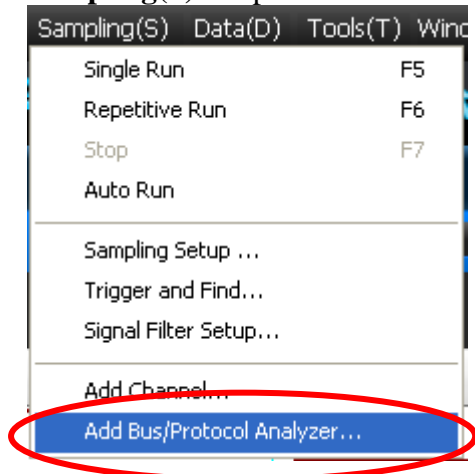 Sampling(S) Data(D) Tools(T) Wind
Single Run F5
Repetitive Run F6
Stop F7
Auto Run
Sampling Setup ...
Trigger and Find...
Signal Filter Setup...
Add Channel...
Add Bus/Protocol Analyzer...